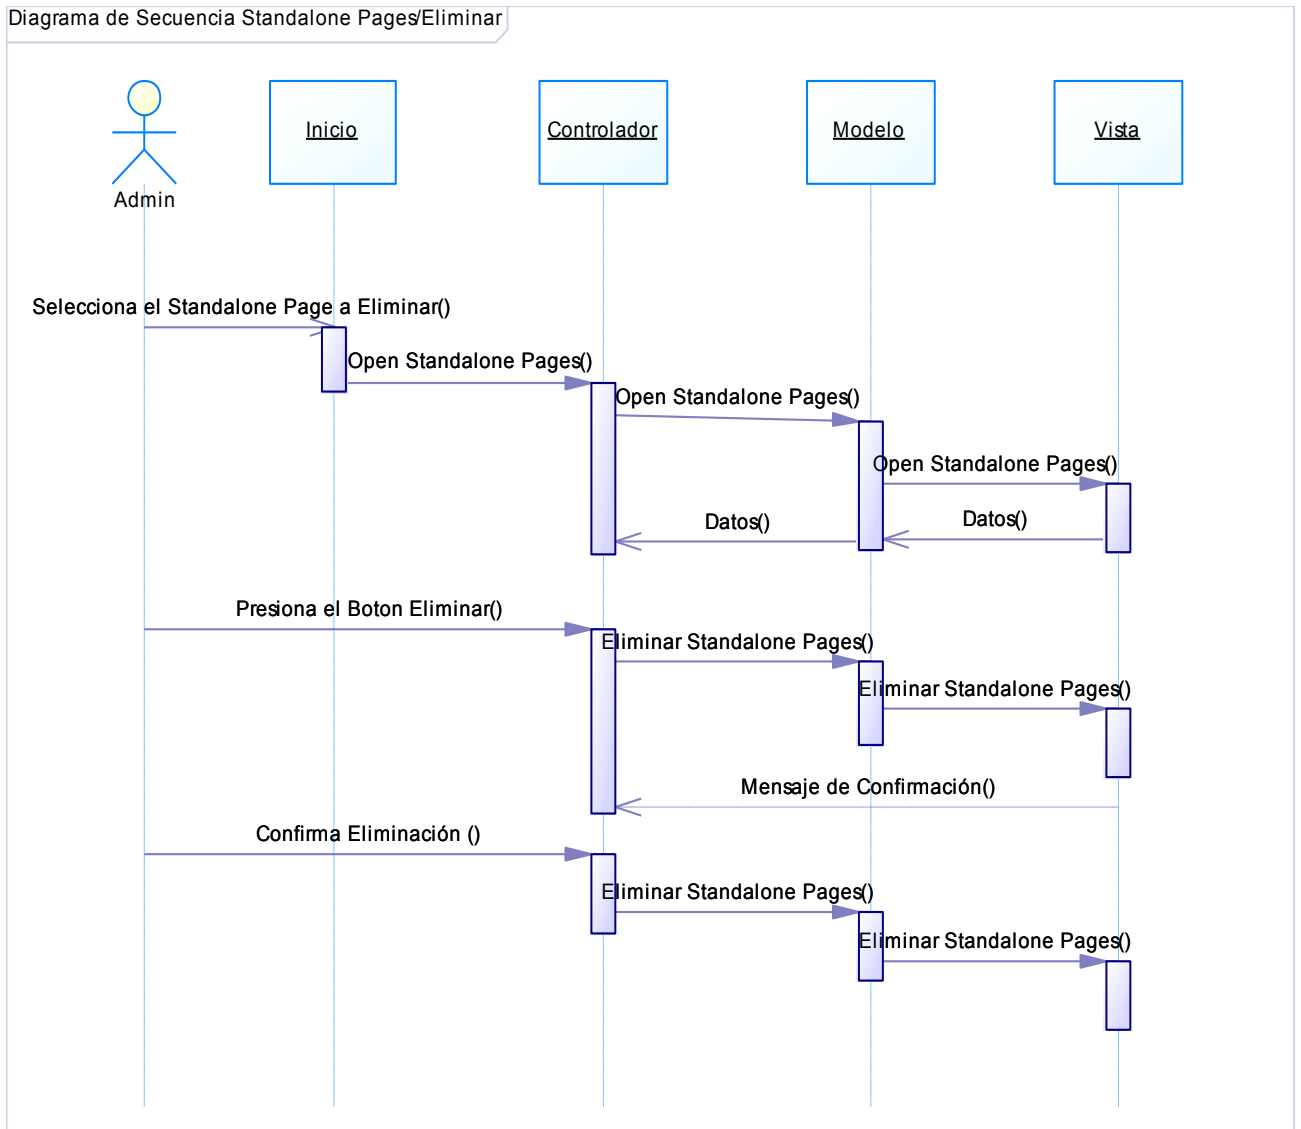 Diagrama de Secuencia Standalone Pages/Eliminar
Inicio
Controlador
Modelo
Vista
Admin
Selecciona el Standalone Page a Eliminar()
Open Standalone Pages()
Open Standalone Pages()
Open Standalone Pages()
Datos()
Datos()
Presiona el Boton Eliminar()
Eliminar Standalone Pages()
Eliminar Standalone Pages()
Mensaje de Confirmación()
Confirma Eliminación ()
Eliminar Standalone Pages()
Eliminar Standalone Pages()